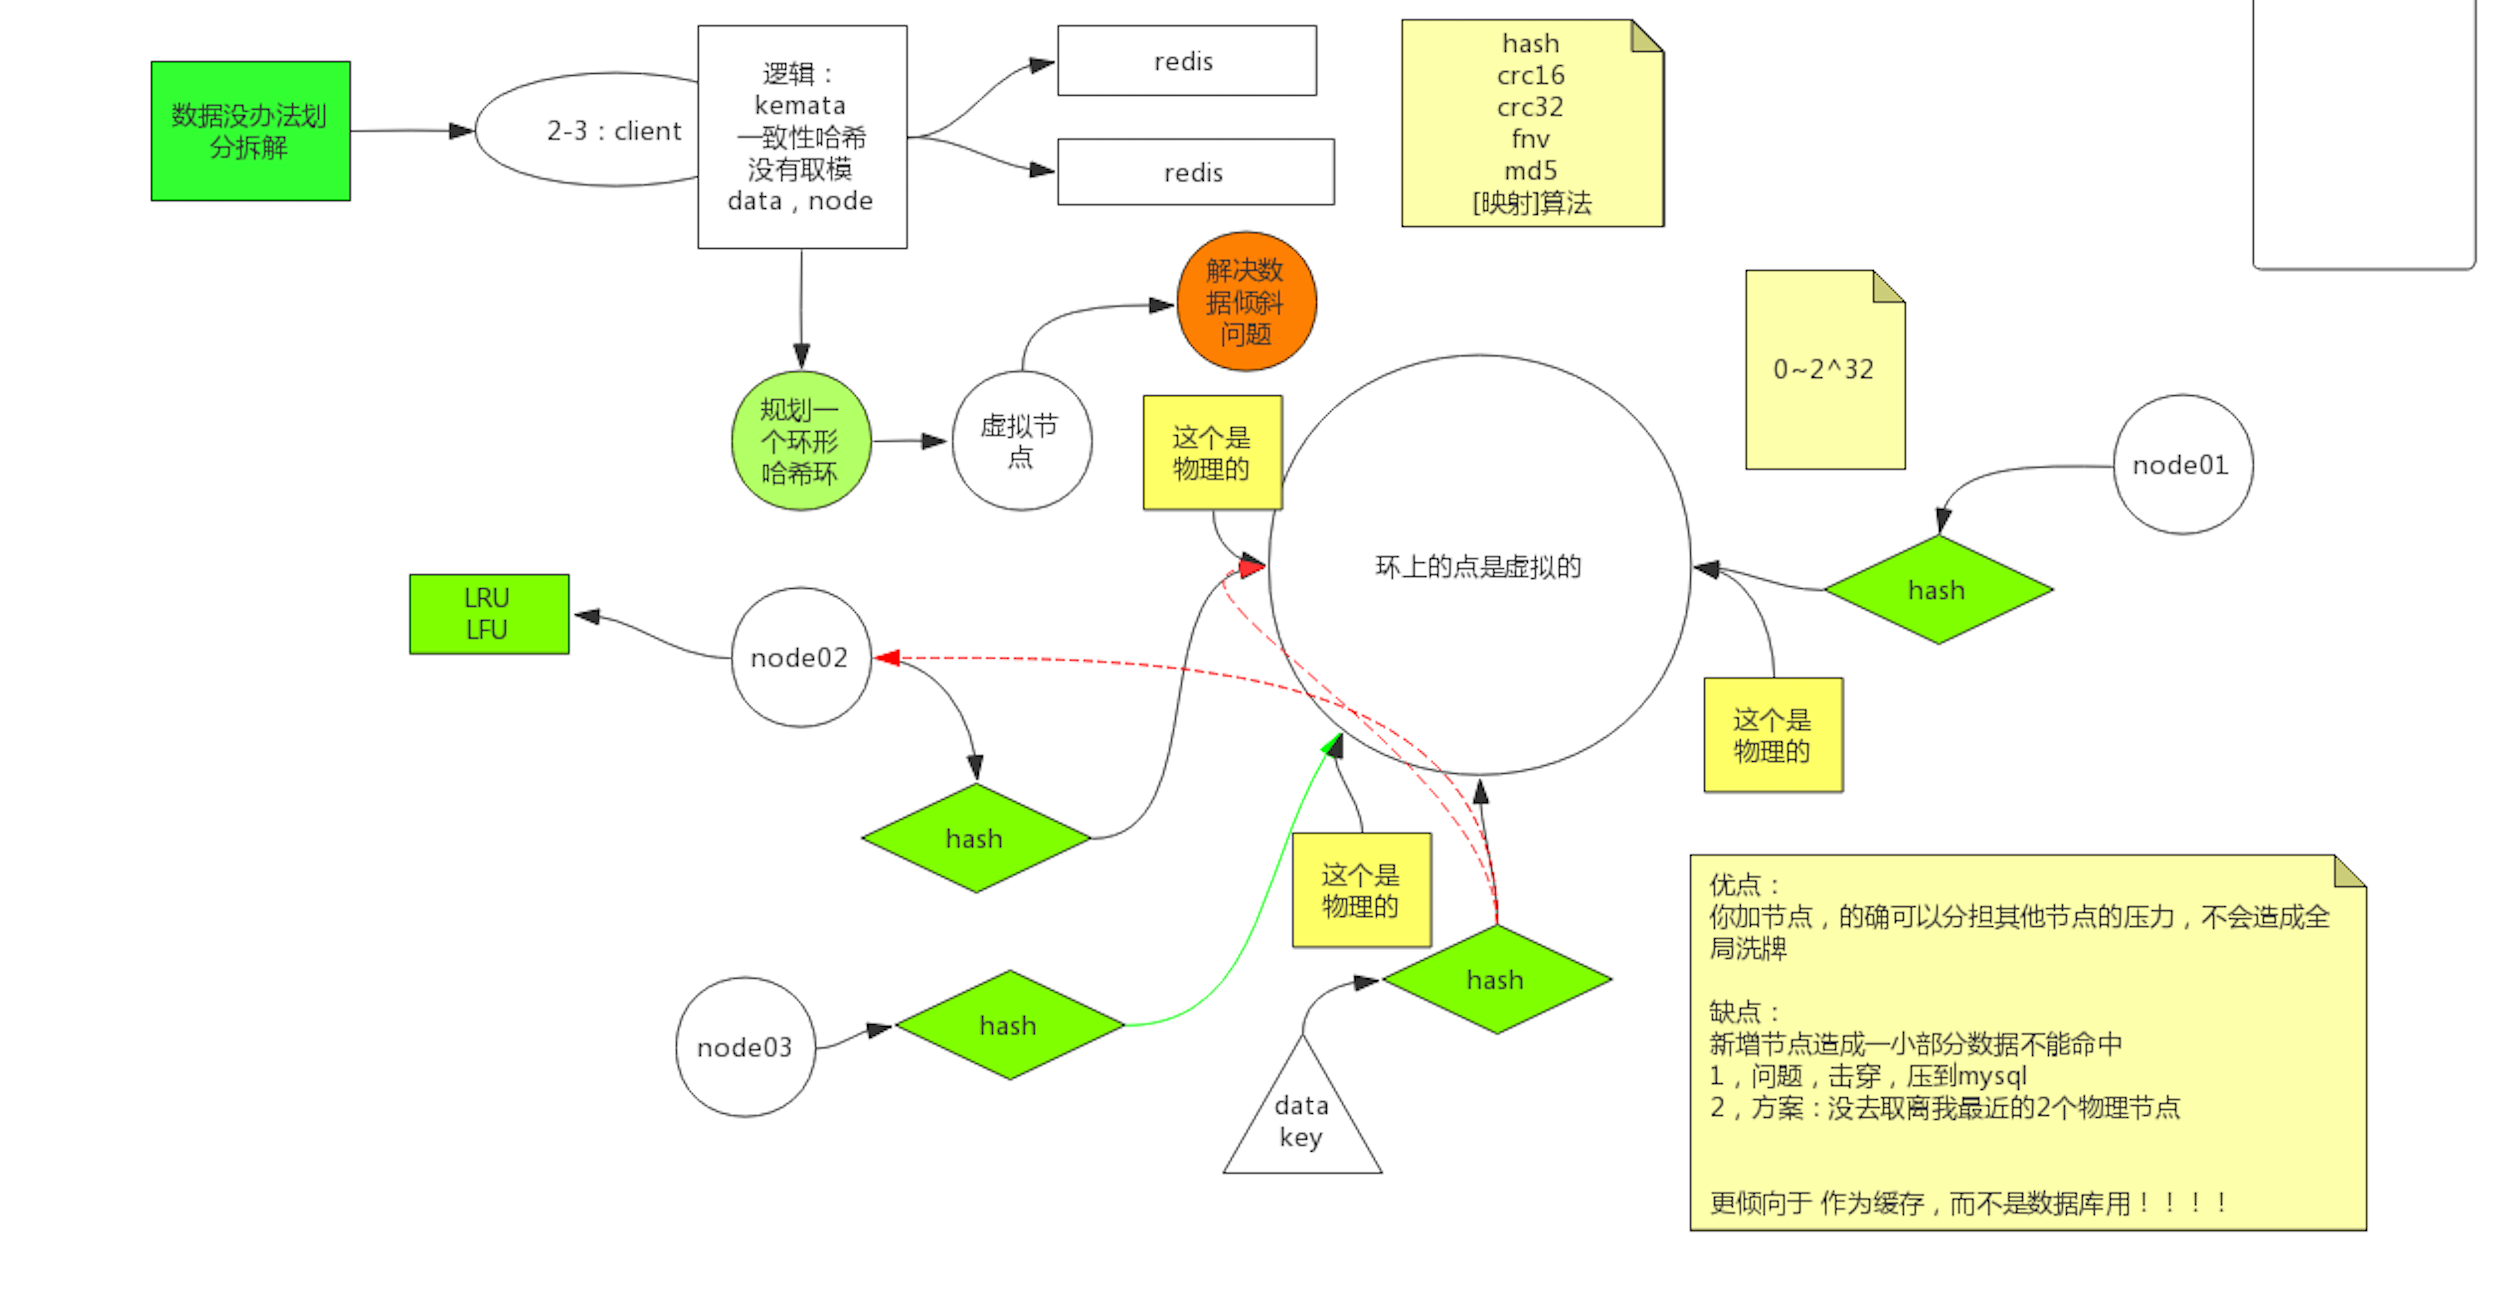 数据没办法划
分拆解
2-3：client
逻辑：
kemata
一致性哈希
没有取模
data，node
redis
redis
hash
crc16
crc32
fnv
md5
[映射]算法
解决数
据倾斜
问题
0~2^32
规划一
个环形
哈希环
虚拟节
点
这个是
物理的
node01
环上的点是虚拟的
hash
LRU
LFU
node02
这个是
物理的
hash
这个是
物理的
hash
node03
hash
data
key
优点：
你加节点，的确可以分担其他节点的压力，不会造成全
局洗牌
缺点：
新增节点造成一小部分数据不能命中
1，问题，击穿，压到mysql
2，方案：没去取离我最近的2个物理节点
更倾向于 作为缓存，而不是数据库用！！！！